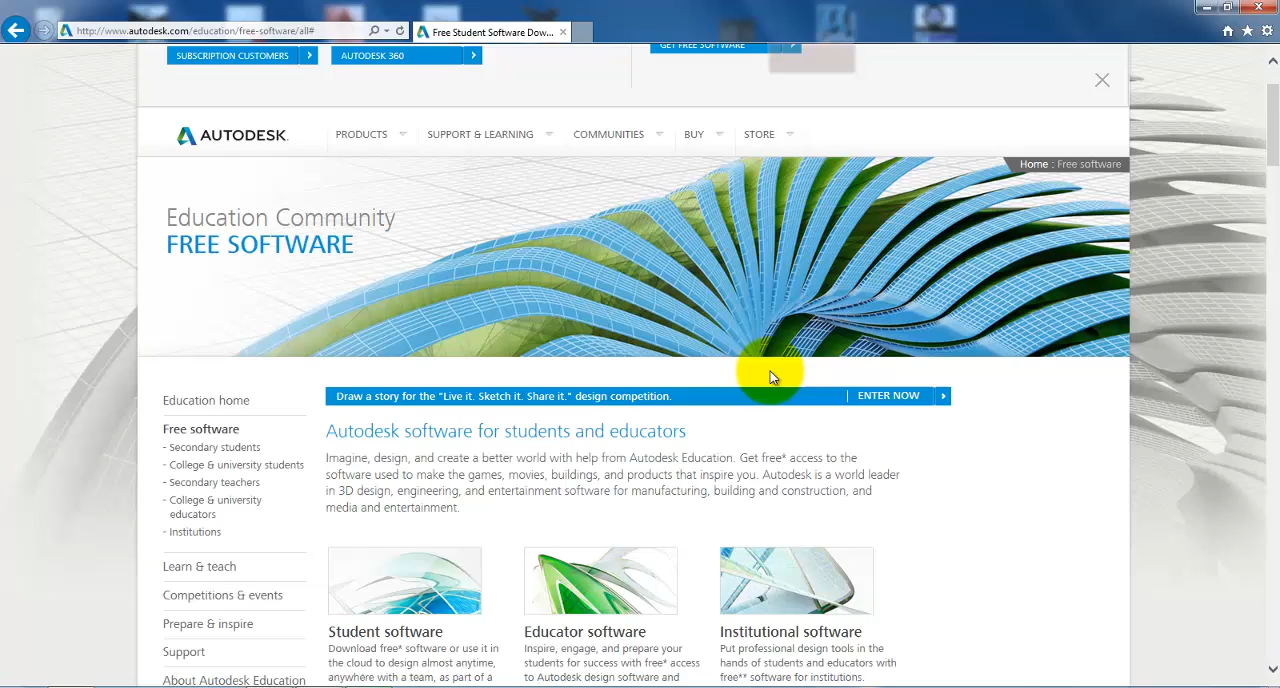 http://www.autodesk.com/education/free-software/all#
Free Student Software Dow...
SUBSCRIPTION CUSTOMERS
AUTODESK 360
GET FREE SOFTWARE
AUTODESK.
PRODUCTS
SUPPORT & LEARNING
COMMUNITIES
BUY
STORE
Home : Free software
Education Community
FREE SOFTWARE
Education home
Free software
- Secondary students
- College & university students
- Secondary teachers
- College & university
educators
- Institutions
Learn & teach
Competitions & events
Prepare & inspire
Support
About Autodesk Education
Draw a story for the "Live it. Sketch it. Share it." design competition.
ENTER NOW
Autodesk software for students and educators
Imagine, design, and create a better world with help from Autodesk Education. Get free* access to the
software used to make the games, movies, buildings, and products that inspire you. Autodesk is a world leader
in 3D design, engineering, and entertainment software for manufacturing, building and construction, and
media and entertainment.
Student software
Download free* software or use it in
the cloud to design almost anytime,
anywhere with a team, as part of a
Educator software
Inspire, engage, and prepare your
students for success with free* access
to Autodesk design software and
Institutional software
Put professional design tools in the
hands of students and educators with
free** software for institutions.